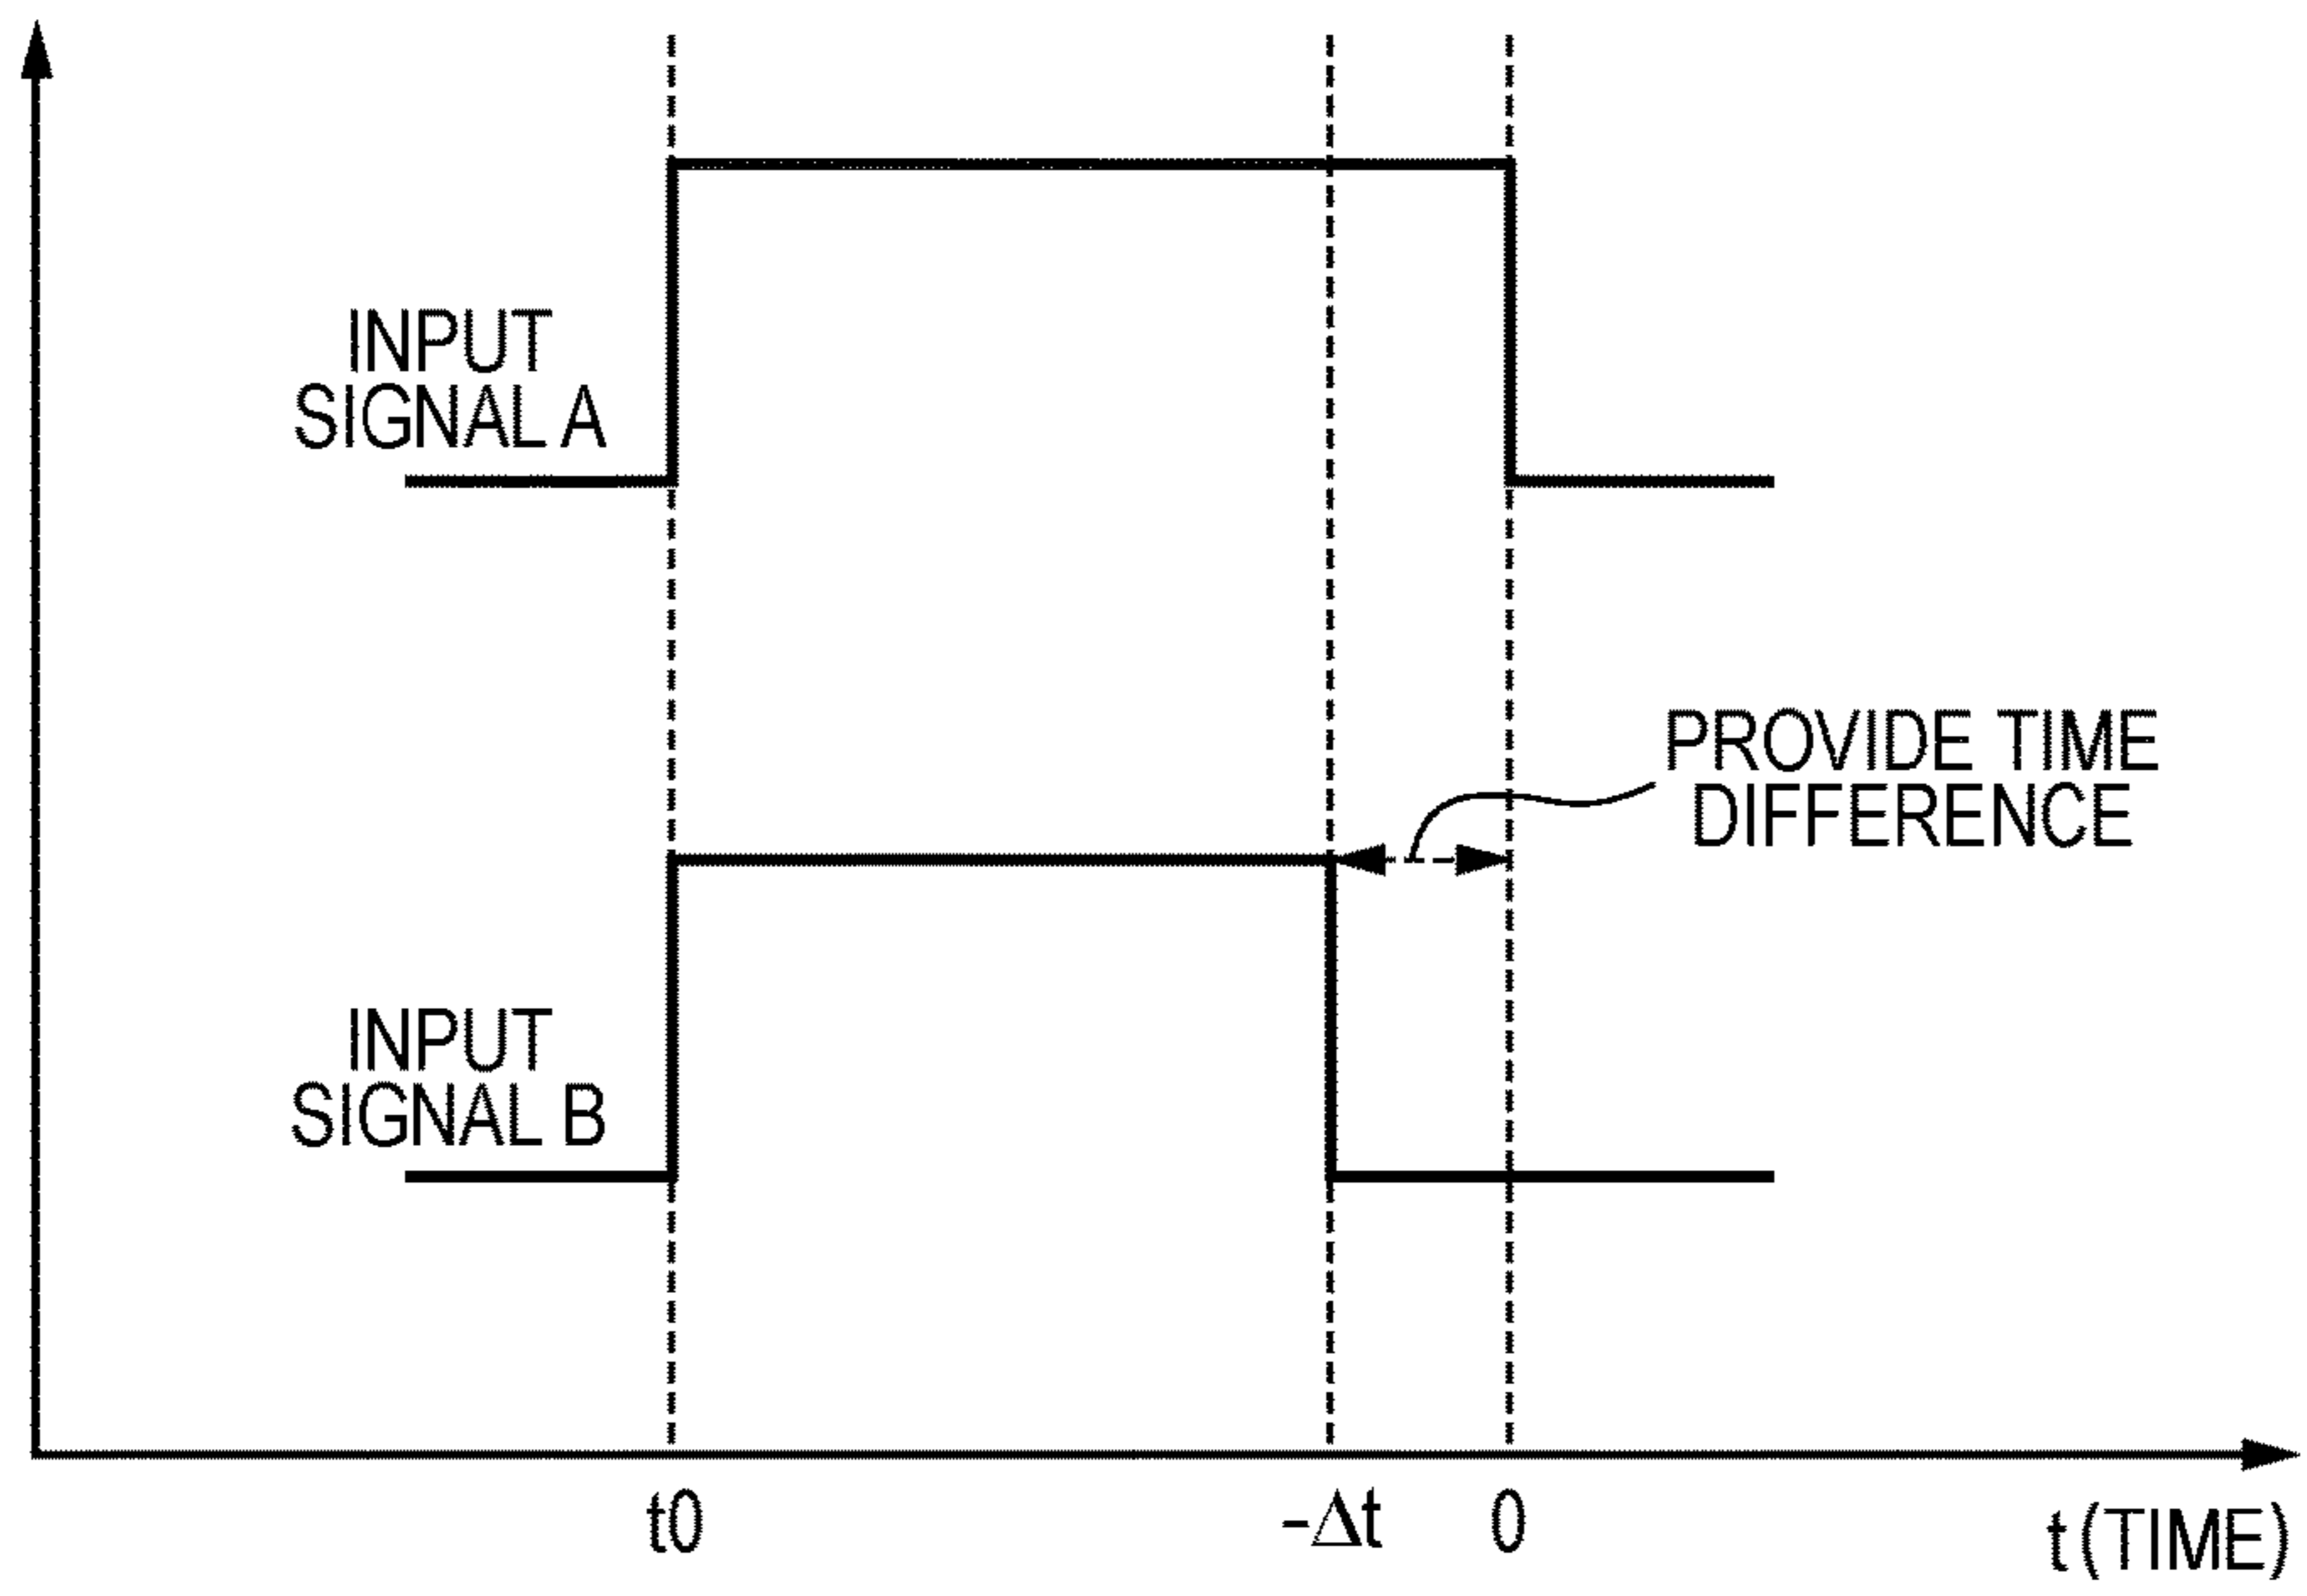 INPUT
SIGNAL A
PROVIDE TIME
DIFFERENCE
INPUT
SIGNAL B
t0
-Δt
0
t (TIME)